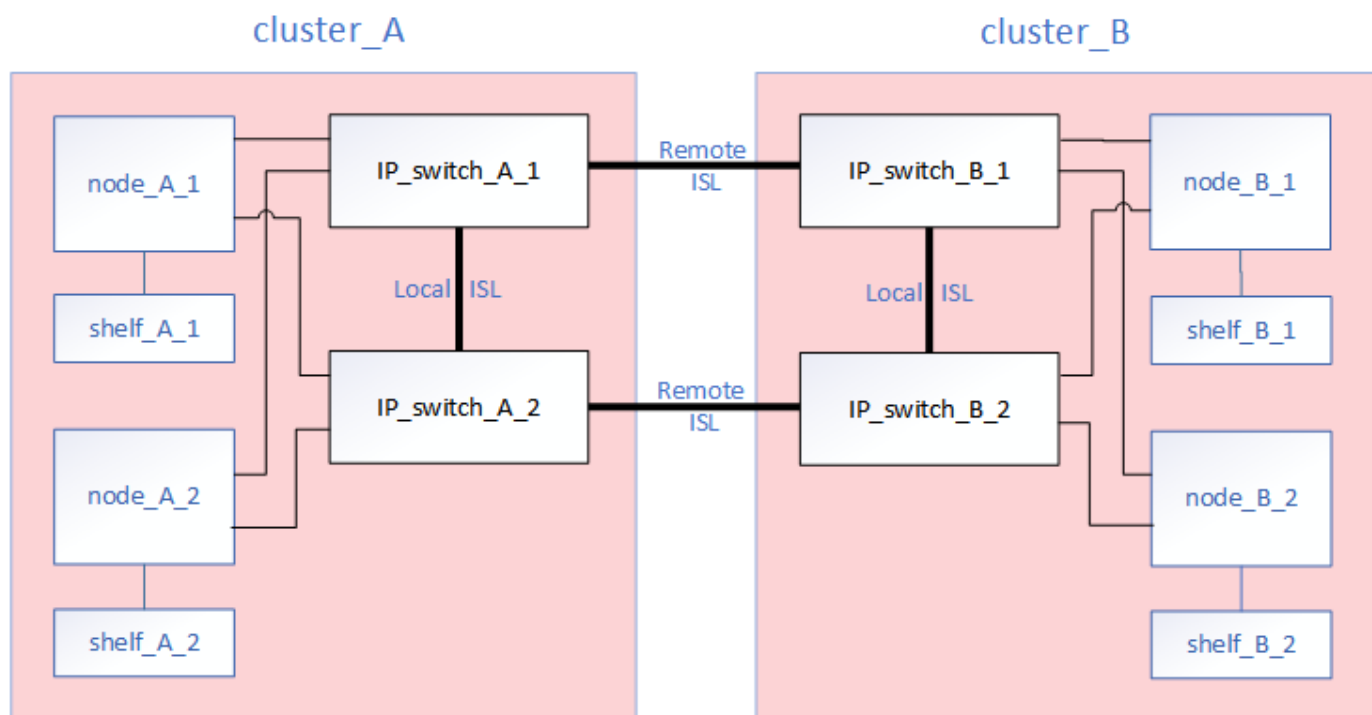 cluster_A
cluster_B
node_A_1
IP_switch_A_1
Remote
ISL
IP_switch_B_1
node_B_1
shelf_A_1
Local ISL
Local ISL
shelf_B_1
IP_switch_A_2
Remote
ISL
IP_switch_B_2
node_A_2
node_B_2
shelf_A_2
shelf_B_2